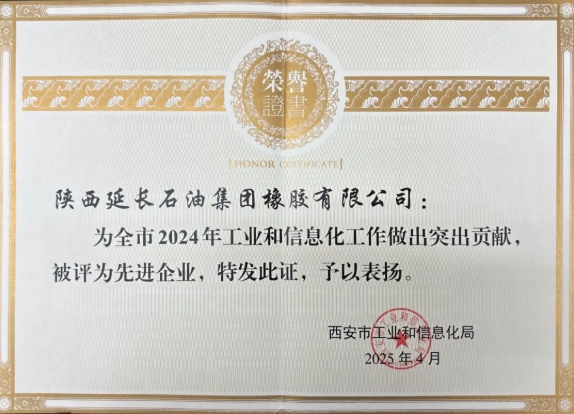 榮譽
證書
HONOR CERTIFICATE
陕西延长石油集团橡胶有限公司：
为全市2024年工业和信息化工作做出突出贡献，
被评为先进企业，特发此证，予以表扬。
西安市工业和信息化局
2025年4月